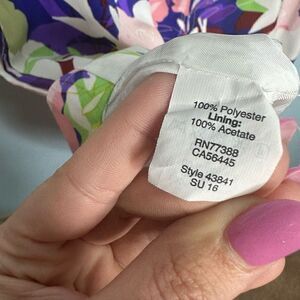 100% Polyester
Lining:
100% Acetate
RN77388
CA56445
Style 43841
SU 16